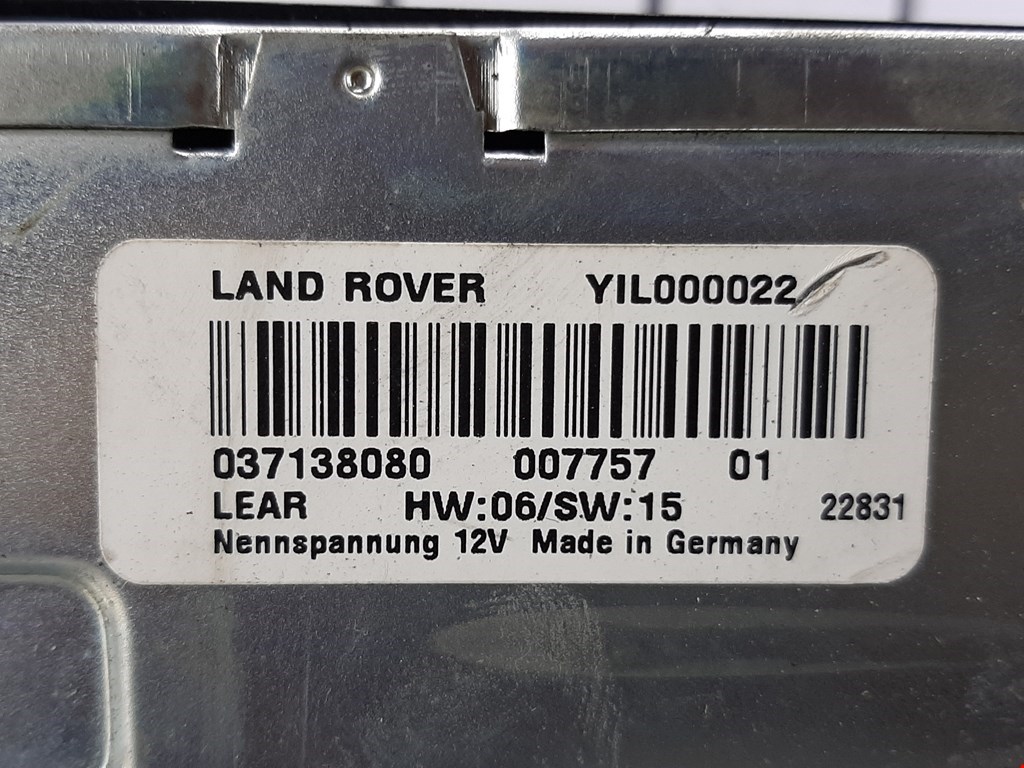 LAND ROVER YIL000022
037138080 007757 01
LEAR HW:06/SW:15 22831
Nennspannung 12V Made in Germany